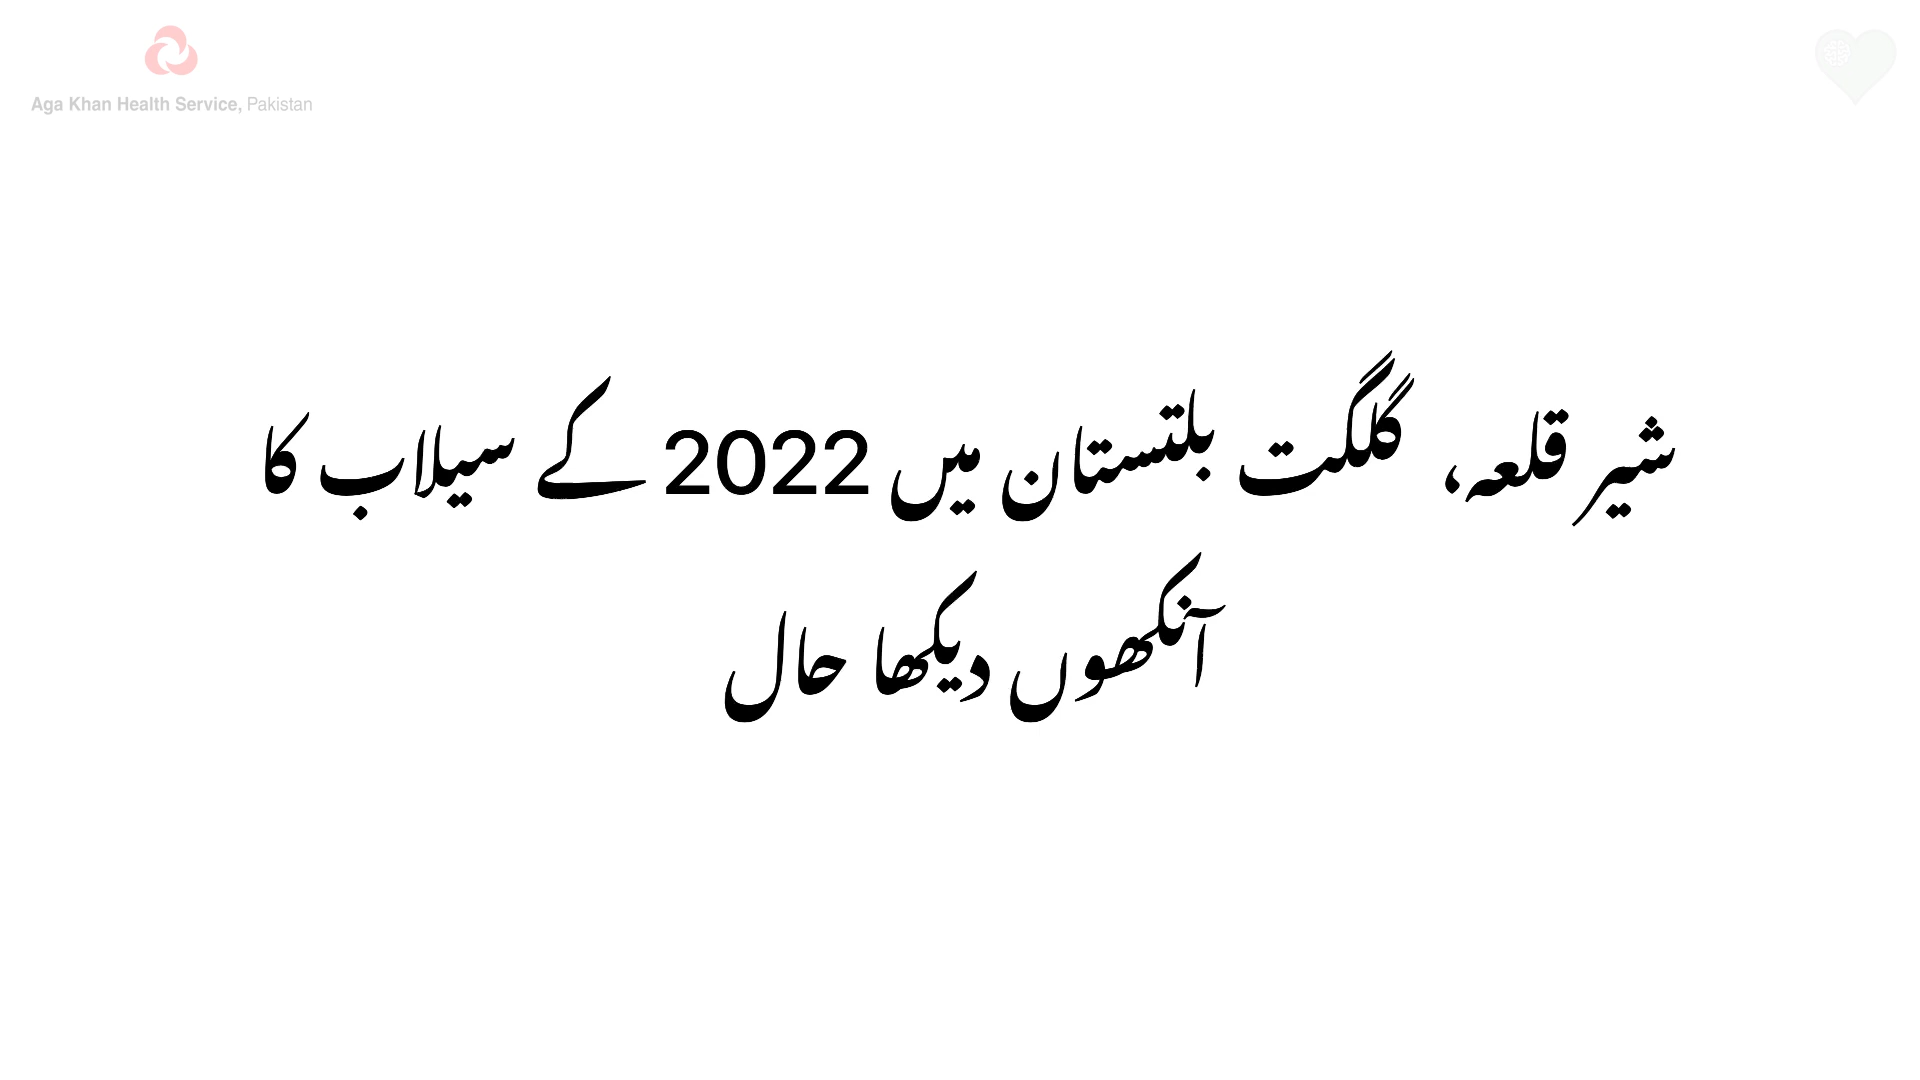 Aga Khan Health Service, Pakistan
شیر قلعہ، گلگت بلتستان میں 2022 کے سیلاب کا
آنکھوں دیکھا حال